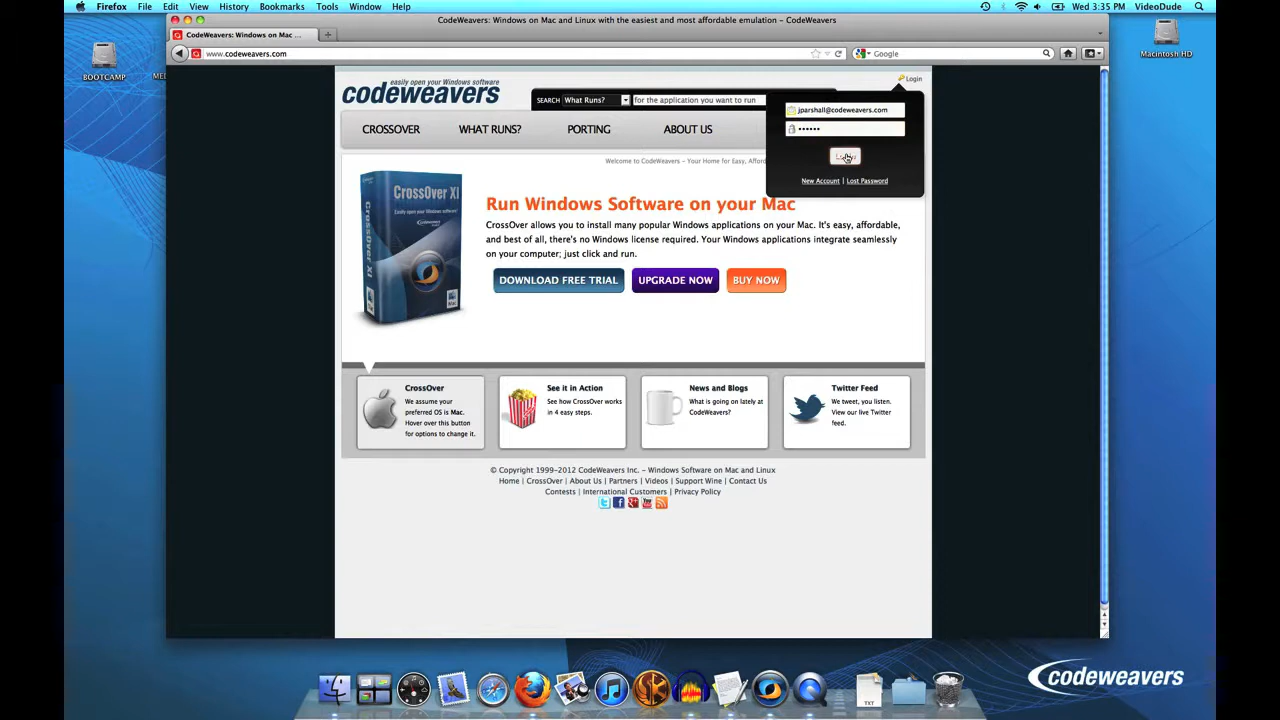 Firefox File Edit View History Bookmarks Tools Window Help
Wed 3:35 PM VideoDude
CodeWeavers: Windows on Mac and Linux with the easiest and most affordable emulation - CodeWeavers
CodeWeavers: Windows on Mac ...
www.codeweavers.com
Google
BOOTCAMP
Macintosh HD
Login
easily open your Windows software
codeweavers
SEARCH What Runs? for the application you want to run
jparshall@codeweavers.com
••••••
New Account | Lost Password
CROSSOVER WHAT RUNS? PORTING ABOUT US
Welcome to CodeWeavers - Your Home for Easy,
CrossOver XI
Easily open your Windows software!
Run Windows Software on your Mac
CrossOver allows you to install many popular Windows applications on your Mac. It's easy, affordable,
and best of all, there's no Windows license required. Your Windows applications integrate seamlessly
on your computer; just click and run.
DOWNLOAD FREE TRIAL UPGRADE NOW BUY NOW
CrossOver
We assume your
preferred OS is Mac.
Hover over this button
for options to change it.
See it in Action
See how CrossOver works
in 4 easy steps.
News and Blogs
What is going on lately at
CodeWeavers?
Twitter Feed
We tweet, you listen.
View our live Twitter
feed.
© Copyright 1999-2012 CodeWeavers Inc. - Windows Software on Mac and Linux
Home | CrossOver | About Us | Partners | Videos | Support Wine | Contact Us
Contests | International Customers | Privacy Policy
TXT
codeweavers